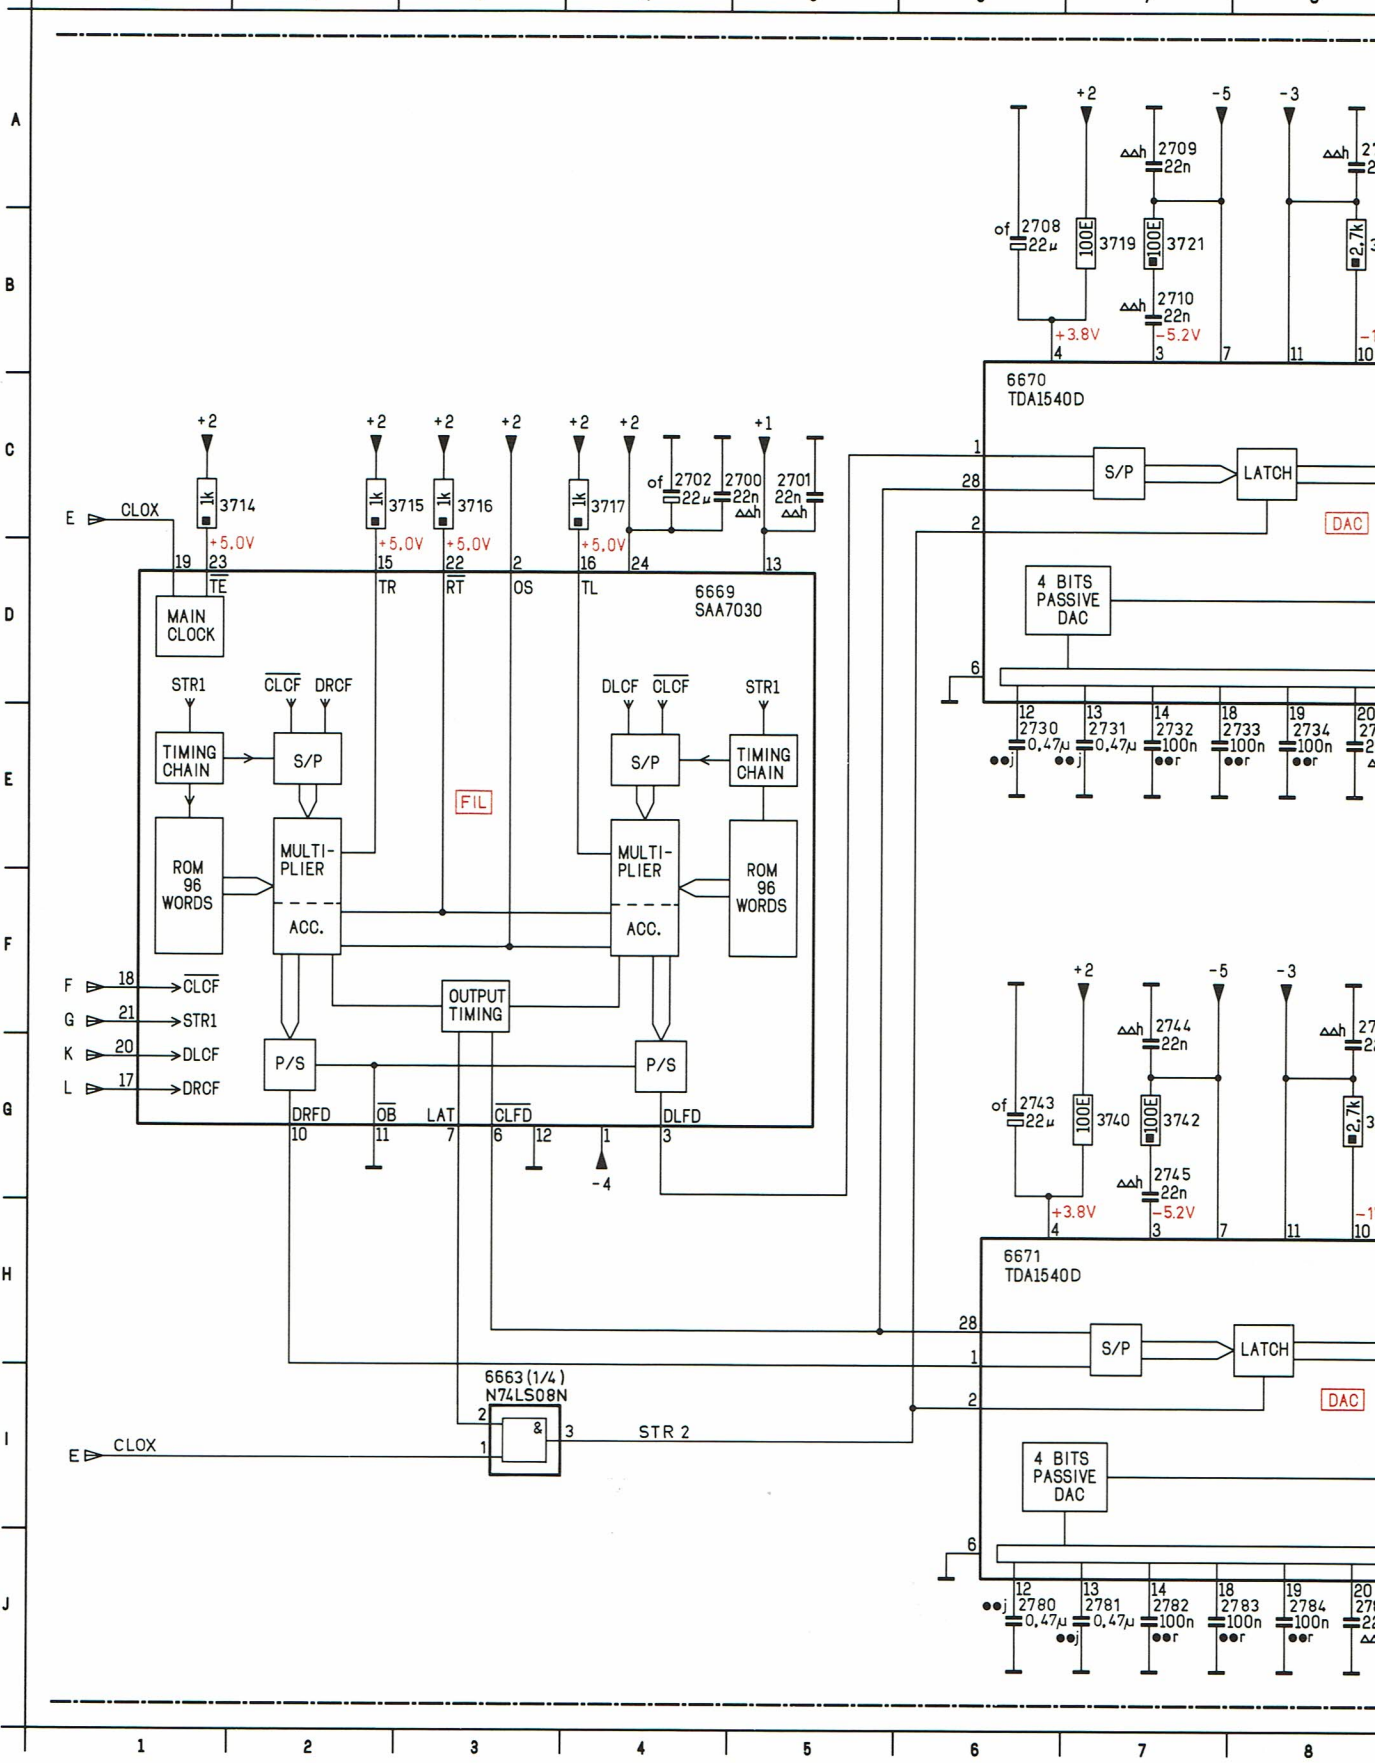 A
B
C
D
E
F
G
H
I
J
+2
-5
-3
2709
22n
of 2708
22µ
100E
3719
100E
3721
2.7k
2710
22n
+3.8V
-5.2V
4
3
7
11
10
6670
TDA1540D
1
28
2
S/P
LATCH
DAC
4 BITS
PASSIVE
DAC
6
12
13
14
18
19
20
2730
0,47µ
2731
0,47µ
2732
100n
2733
100n
2734
100n
j
j
r
r
r
+2
+2
+2
+2
+2
+2
+1
E
CLOX
1k
3714
1k
3715
1k
3716
1k
3717
of 2702
22µ
2700
22n
h
2701
22n
h
+5.0V
+5.0V
+5.0V
+5.0V
19
23
15
22
2
16
24
13
TE
TR
RT
OS
TL
6669
SAA7030
MAIN
CLOCK
STR1
CLCF
DRCF
DLCF
CLCF
STR1
TIMING
CHAIN
S/P
S/P
TIMING
CHAIN
FIL
ROM
96
WORDS
MULTI-
PLIER
ACC.
MULTI-
PLIER
ACC.
ROM
96
WORDS
F
18
CLCF
G
21
STR1
K
20
DLCF
L
17
DRCF
OUTPUT
TIMING
P/S
P/S
DRFD
OB
LAT
CLFD
DLFD
10
11
7
6
12
1
3
-4
+2
-5
-3
2744
22n
of 2743
22µ
100E
3740
100E
3742
2.7k
2745
22n
+3.8V
-5.2V
4
3
7
11
10
6671
TDA1540D
28
1
2
S/P
LATCH
DAC
6663(1/4)
N74LS08N
2
1
&
3
STR 2
E
CLOX
4 BITS
PASSIVE
DAC
6
12
13
14
18
19
20
2780
0,47µ
2781
0,47µ
2782
100n
2783
100n
2784
100n
j
j
r
r
r
1
2
3
4
5
6
7
8